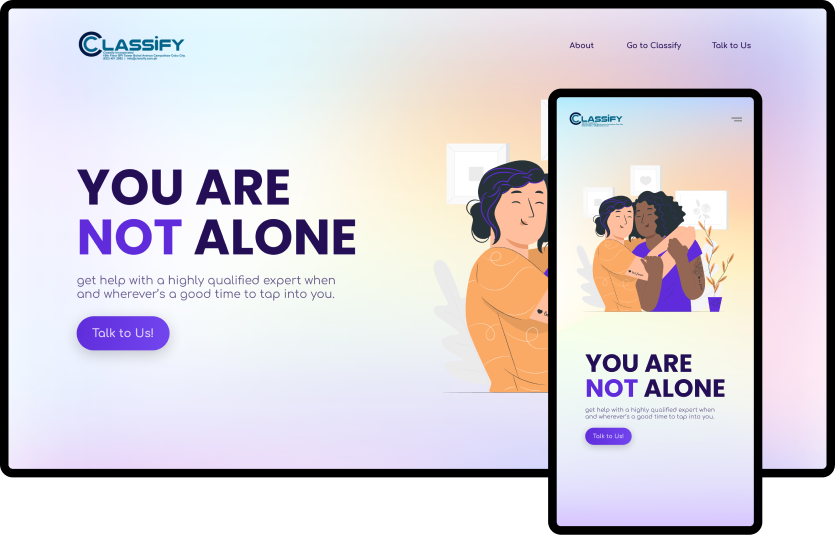 CLASSIFY
About
Go to Classify
Talk to Us
YOU ARE
NOT ALONE
get help with a highly qualified expert when
and wherever's a good time to tap into you.
Talk to Us!
CLASSIFY
YOU ARE
NOT ALONE
get help with a highly qualified expert when
and wherever's a good time to tap into you.
Talk to Us!